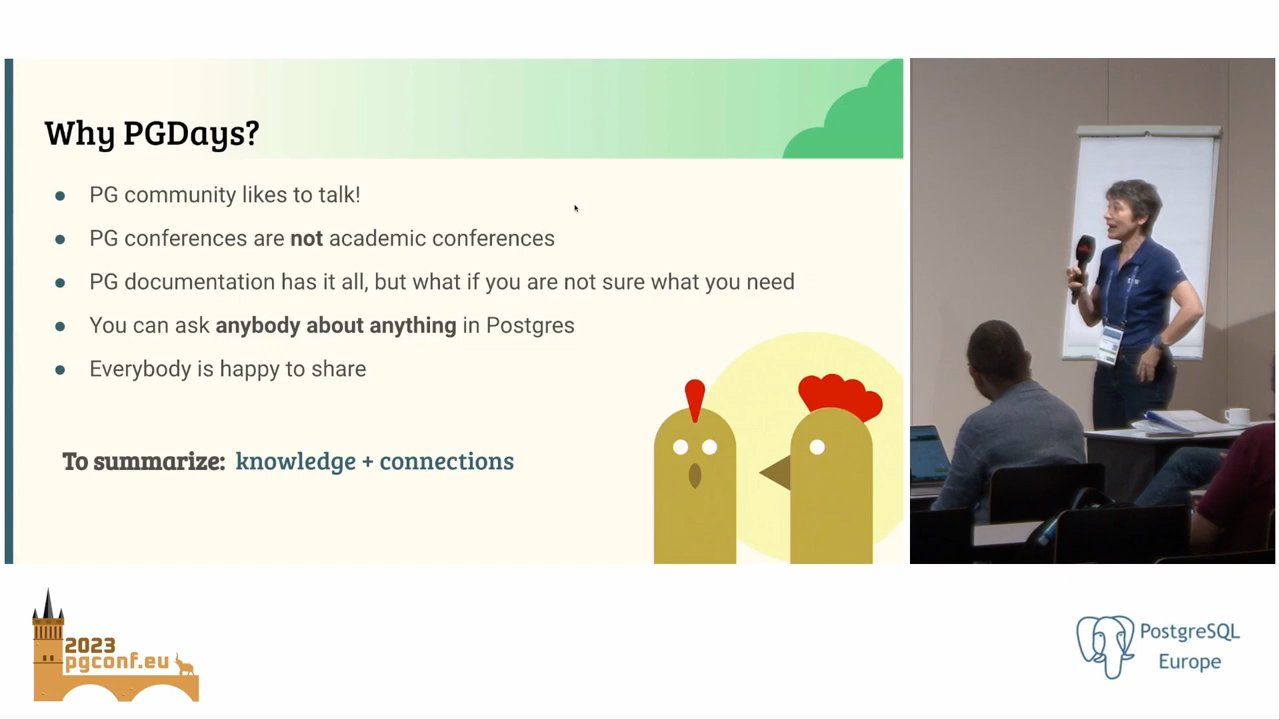 Why PGDays?
PG community likes to talk!
PG conferences are not academic conferences
PG documentation has it all, but what if you are not sure what you need
You can ask anybody about anything in Postgres
Everybody is happy to share
To summarize: knowledge + connections
2023
pgconf.eu
PostgreSQL
Europe